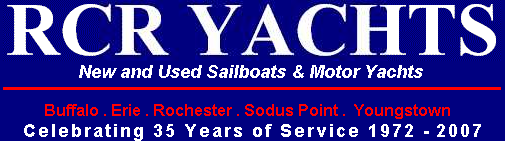 RCR YACHTS
New and Used Sailboats & Motor Yachts
Buffalo . Erie . Rochester . Sodus Point . Youngstown
Celebrating 35 Years of Service 1972 - 2007